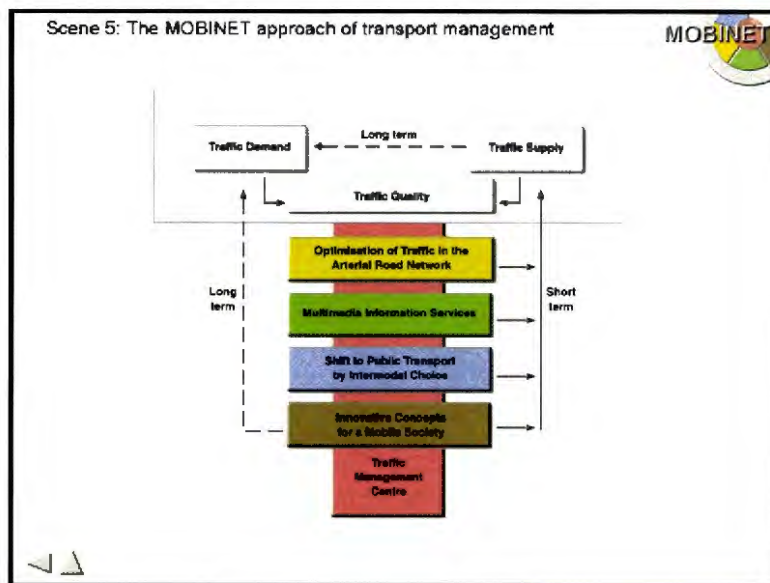 Scene 5: The MOBINET approach of transport management
MOBINET
Long term
Traffic Demand
Traffic Supply
Traffic Quality
Optimisation of Traffic in the
Arterial Road Network
Long
term
Short
term
Multimedia Information Services
Shift to Public Transport
by Intermodal Choice
Innovative Concepts
for a Mobile Society
Traffic
Management
Centre